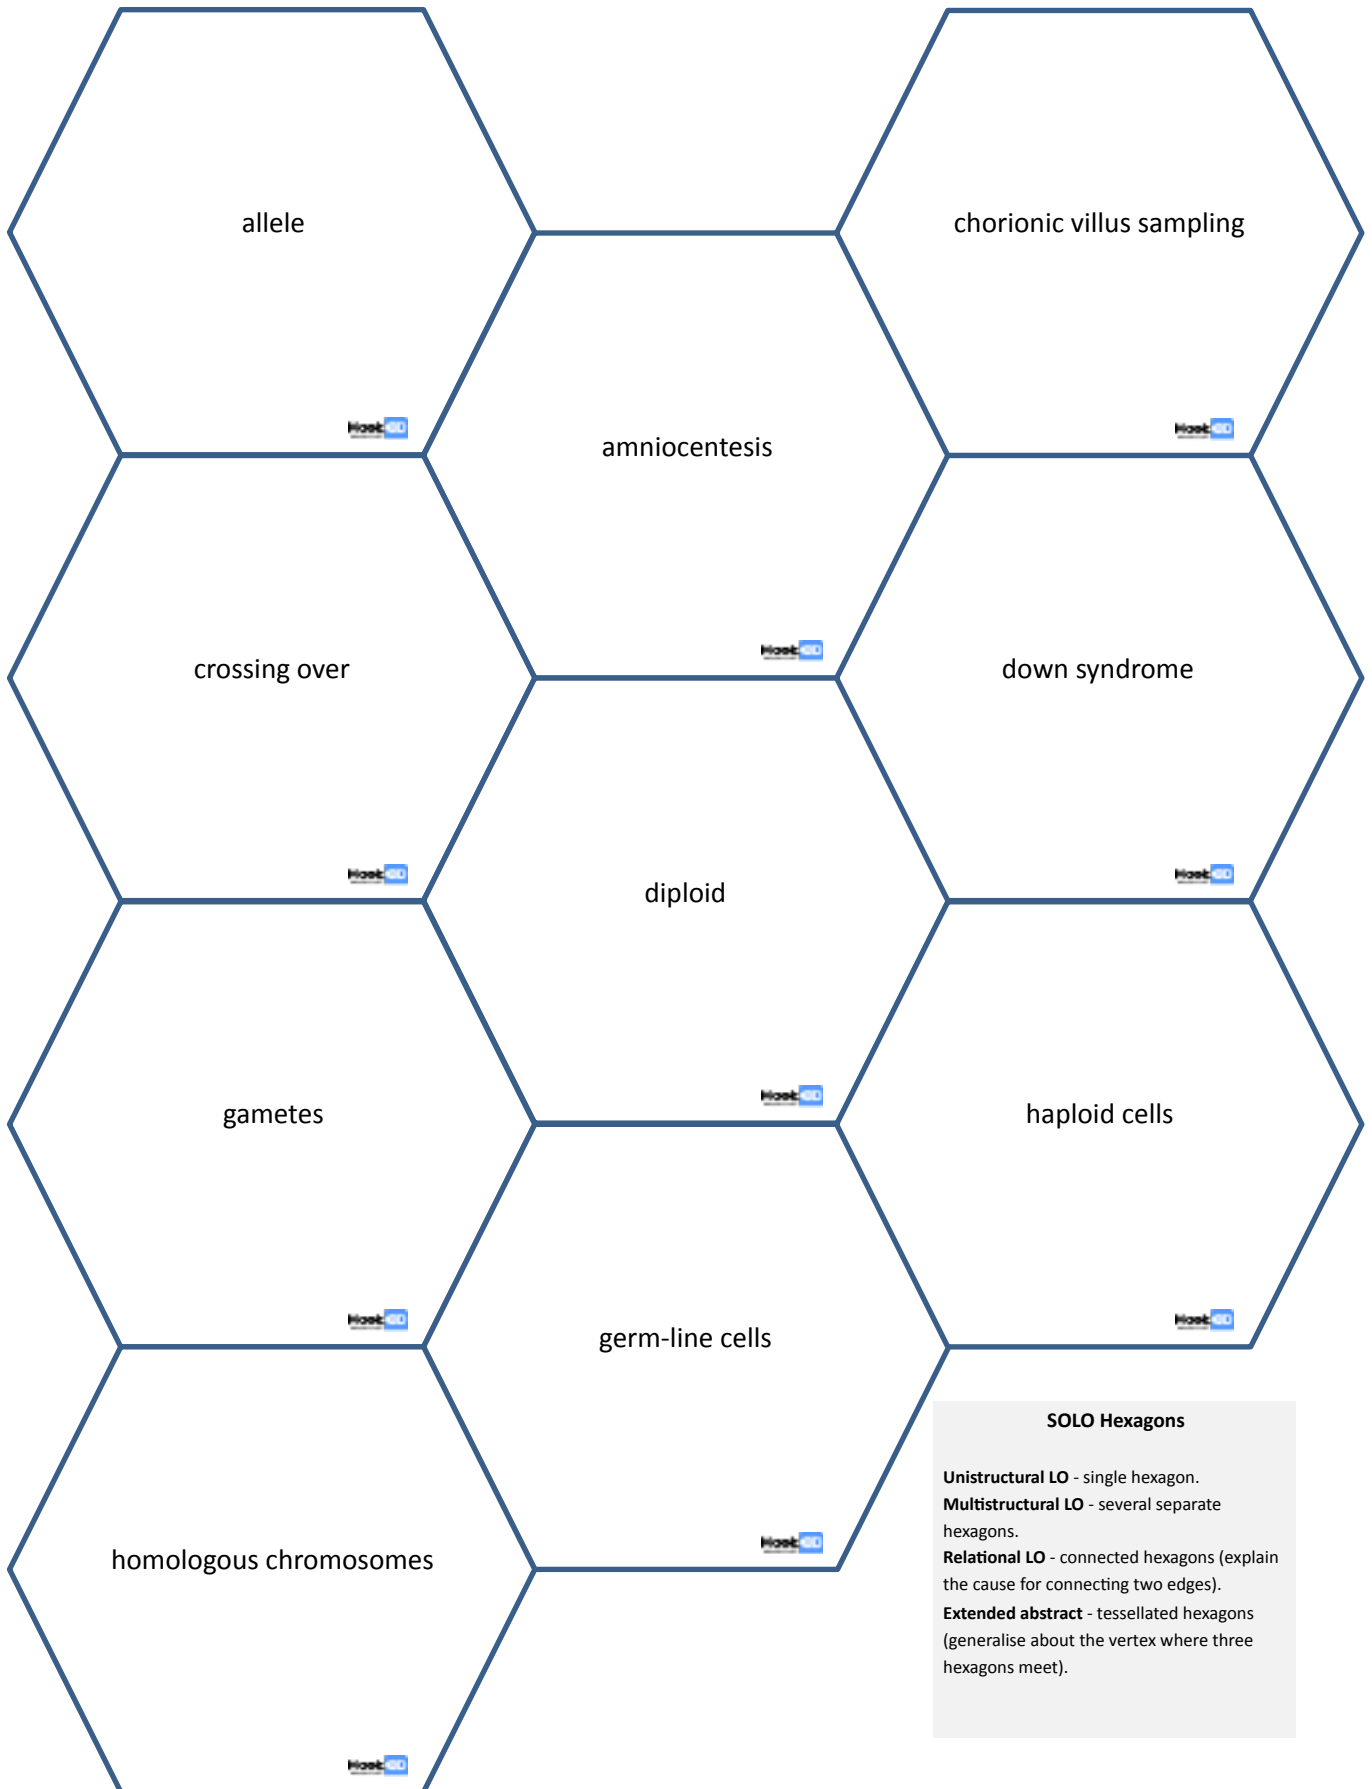 allele
chorionic villus sampling
amniocentesis
crossing over
down syndrome
diploid
gametes
haploid cells
germ-line cells
homologous chromosomes
SOLO Hexagons
Unistructural LO - single hexagon.
Multistructural LO - several separate
hexagons.
Relational LO - connected hexagons (explain
the cause for connecting two edges).
Extended abstract - tessellated hexagons
(generalise about the vertex where three
hexagons meet).